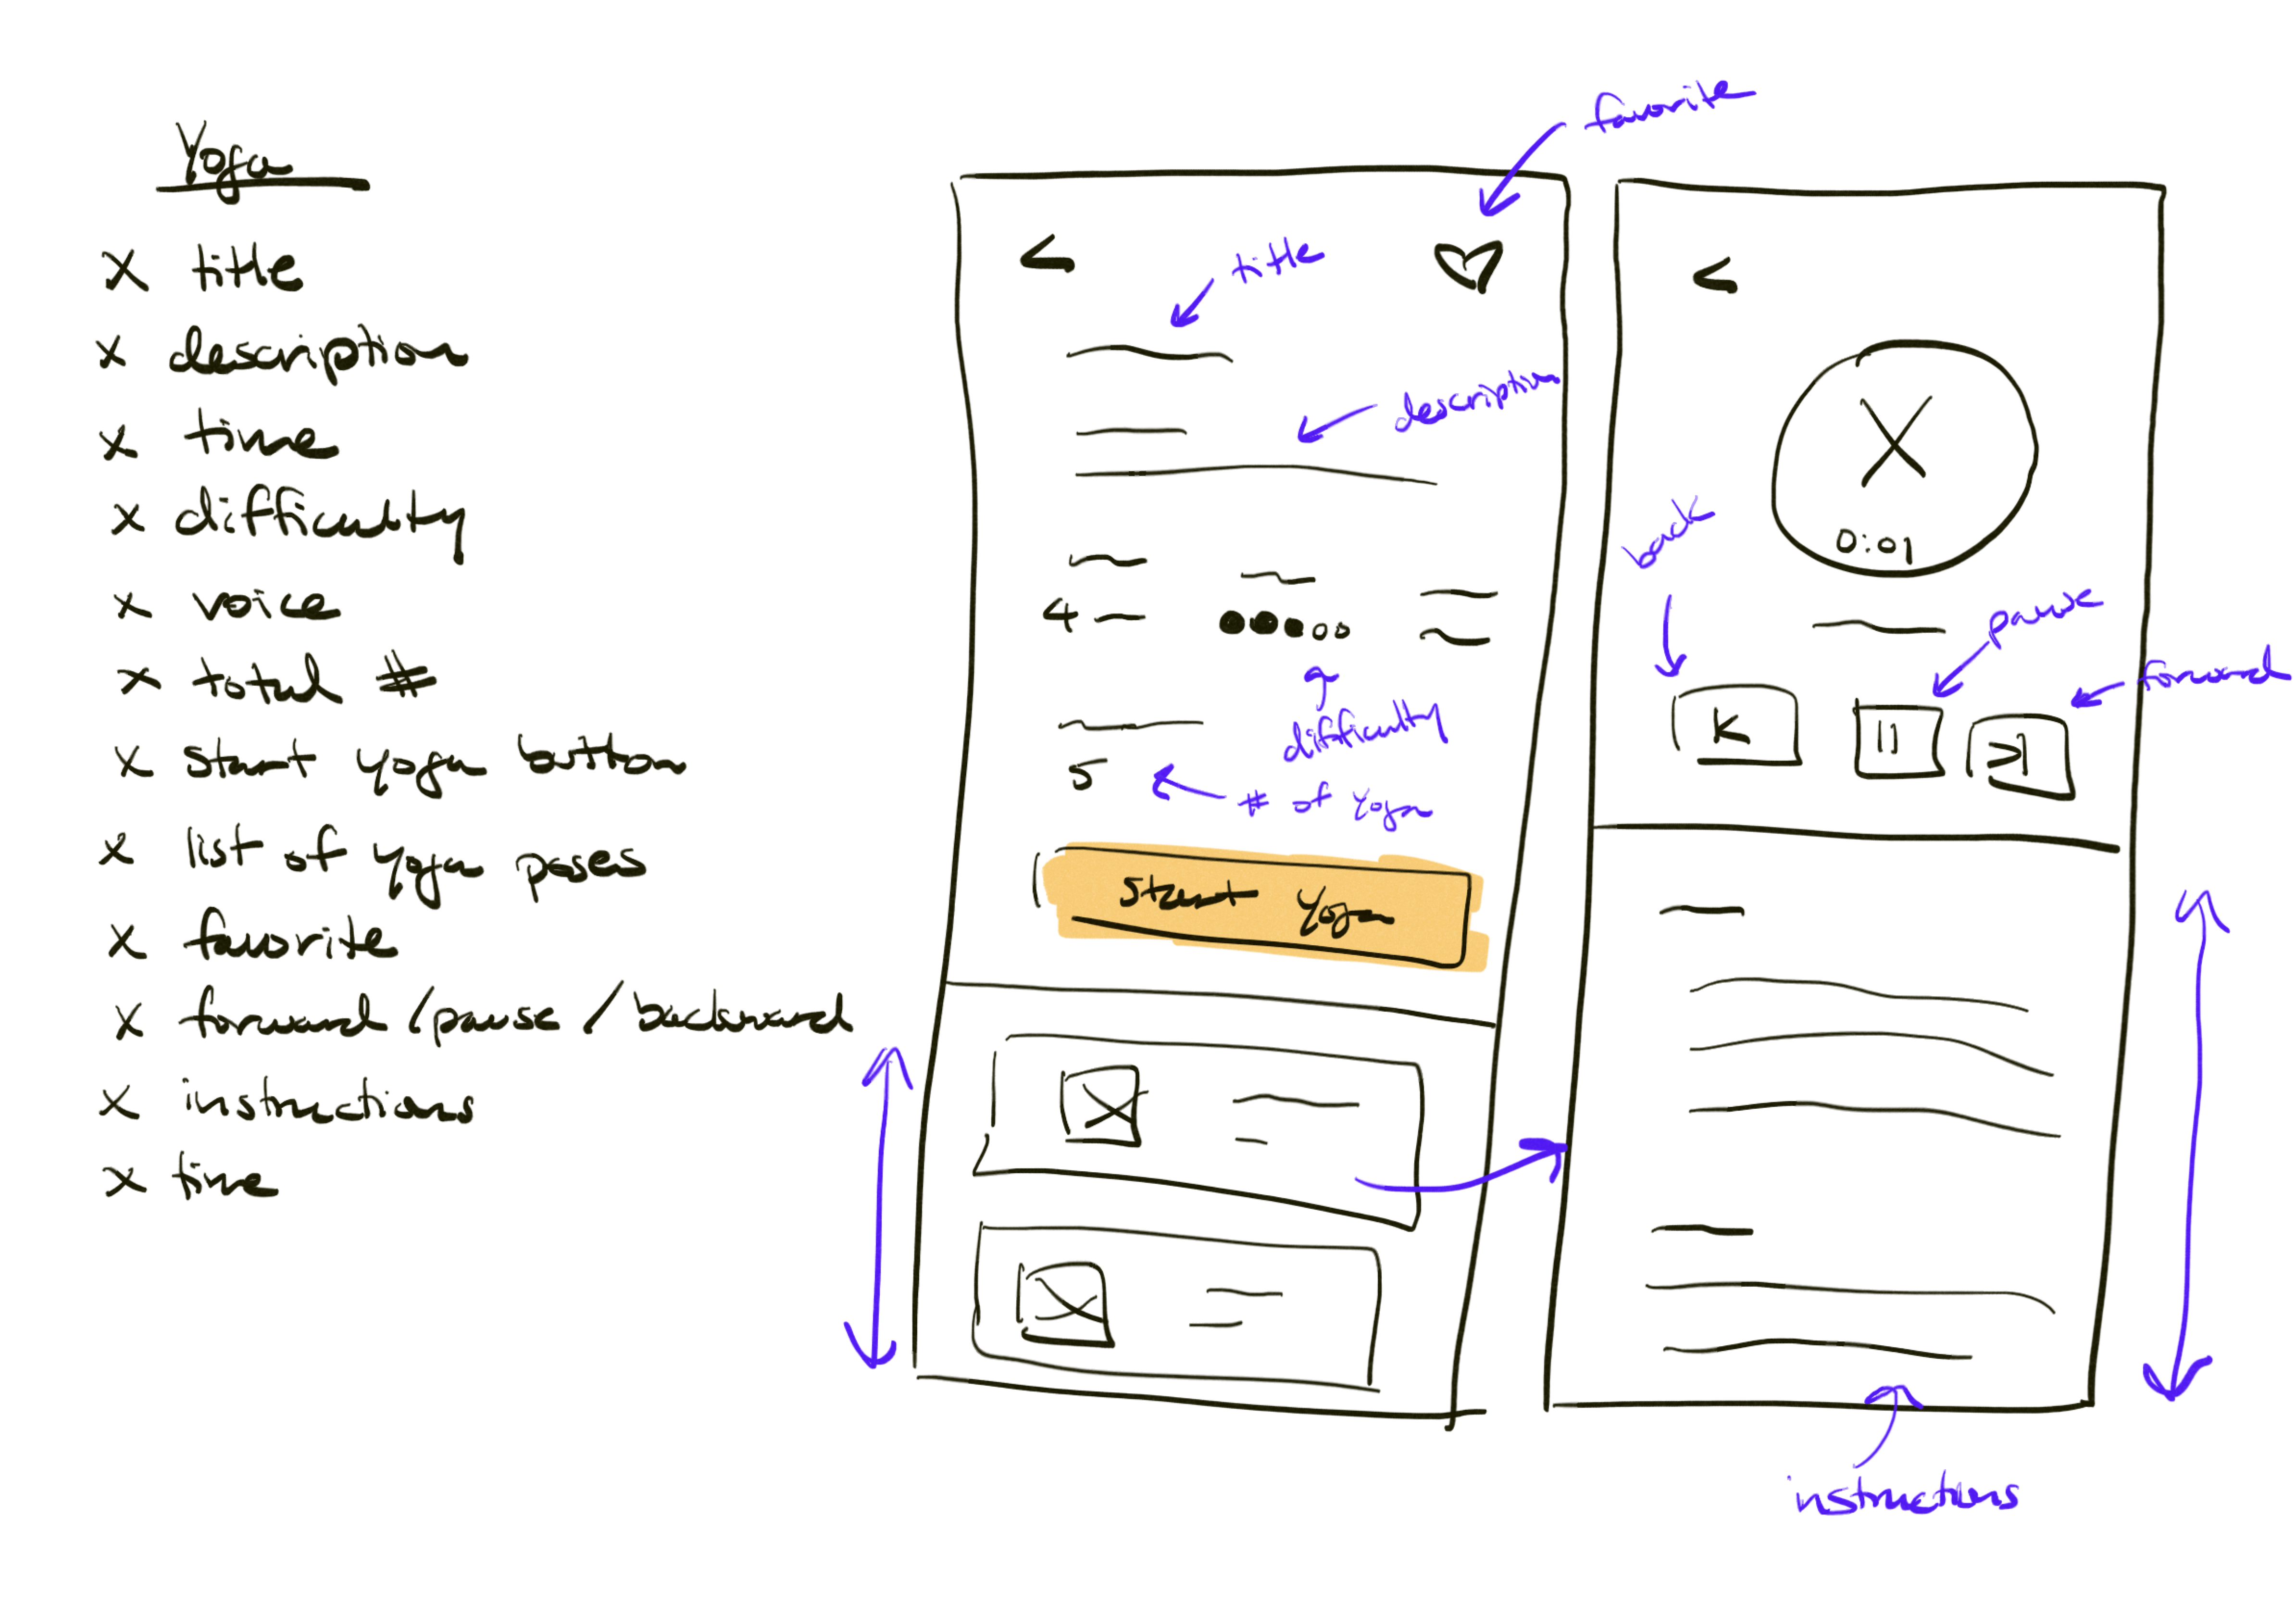 Yoga
x title
x description
x time
x difficulty
x voice
x total #
x start yoga button
x list of yoga poses
x favorite
x forward / pause / backward
x instructions
x time
favorite
<
title
description
4
difficulty
5
# of yoga
Start Yoga
<
0:01
back
pause
forward
K
||
>|
instructions